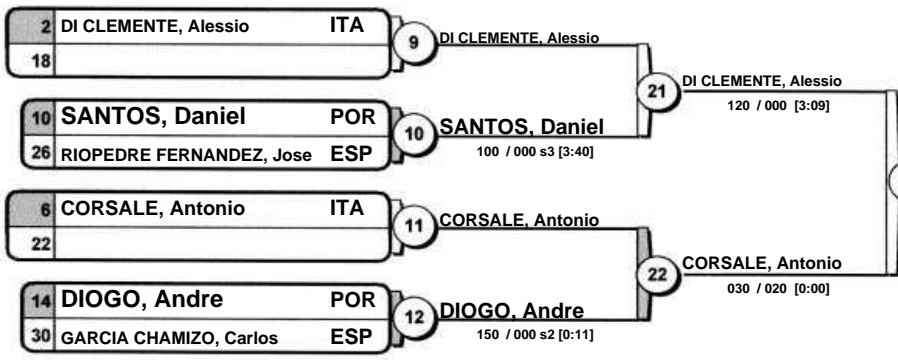 2 DI CLEMENTE, Alessio ITA
18
9
DI CLEMENTE, Alessio
10 SANTOS, Daniel POR
26 RIOPEDRE FERNANDEZ, Jose ESP
10
SANTOS, Daniel
100 / 000 s3 [3:40]
21
DI CLEMENTE, Alessio
120 / 000 [3:09]
6 CORSALE, Antonio ITA
22
11
CORSALE, Antonio
14 DIOGO, Andre POR
30 GARCIA CHAMIZO, Carlos ESP
12
DIOGO, Andre
150 / 000 s2 [0:11]
22
CORSALE, Antonio
030 / 020 [0:00]